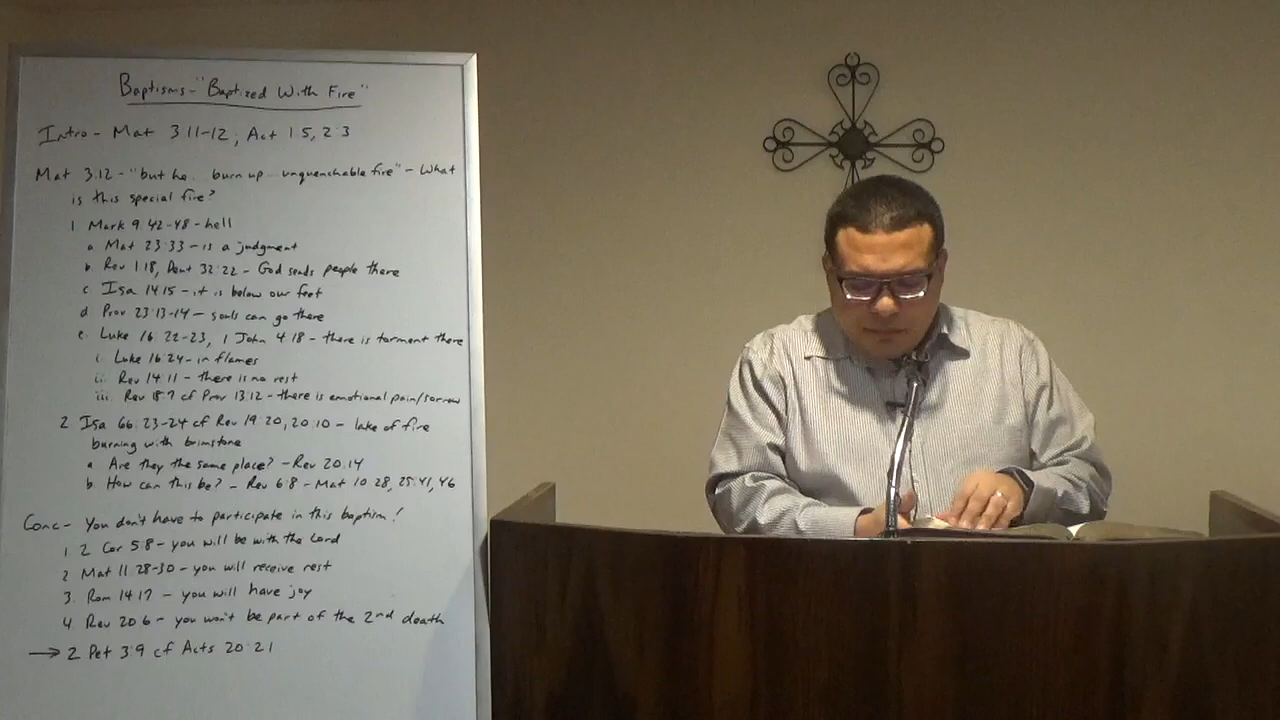 Baptisms - "Baptized With Fire"
Intro - Mat 3:11-12; Act 1:5, 2:3
Mat 3:12 - "but he burn up unquenchable fire" - What
is this special fire?
1 Mark 9:42-48 - hell
a Mat 23:33 - is a judgment
b Rev 1:18, Deut 32:22 - God sends people there
c. Isa 14:15 - it is below our feet
d Prov 23:13-14 - souls can go there
e. Luke 16:22-23, 1 John 4:18 - there is torment there
i. Luke 16:24 - in flames
ii. Rev 14:11 - there is no rest
iii. Rev 18:7 cf Prov 13:12 - there is emotional pain/sorrow
2 Isa 66:23-24 cf Rev 19:20, 20:10 - lake of fire
burning with brimstone
a Are they the same place? - Rev 20:14
b. How can this be? - Rev 6:8 - Mat 10:28, 25:41, 46
Conc - You don't have to participate in this baptism!
1 2 Cor 5:8 - you will be with the Lord
2 Mat 11:28-30 - you will receive rest
3. Rom 14:17 - you will have joy
4 Rev 20:6 - you won't be part of the 2nd death
→ 2 Pet 3:9 cf Acts 20:21